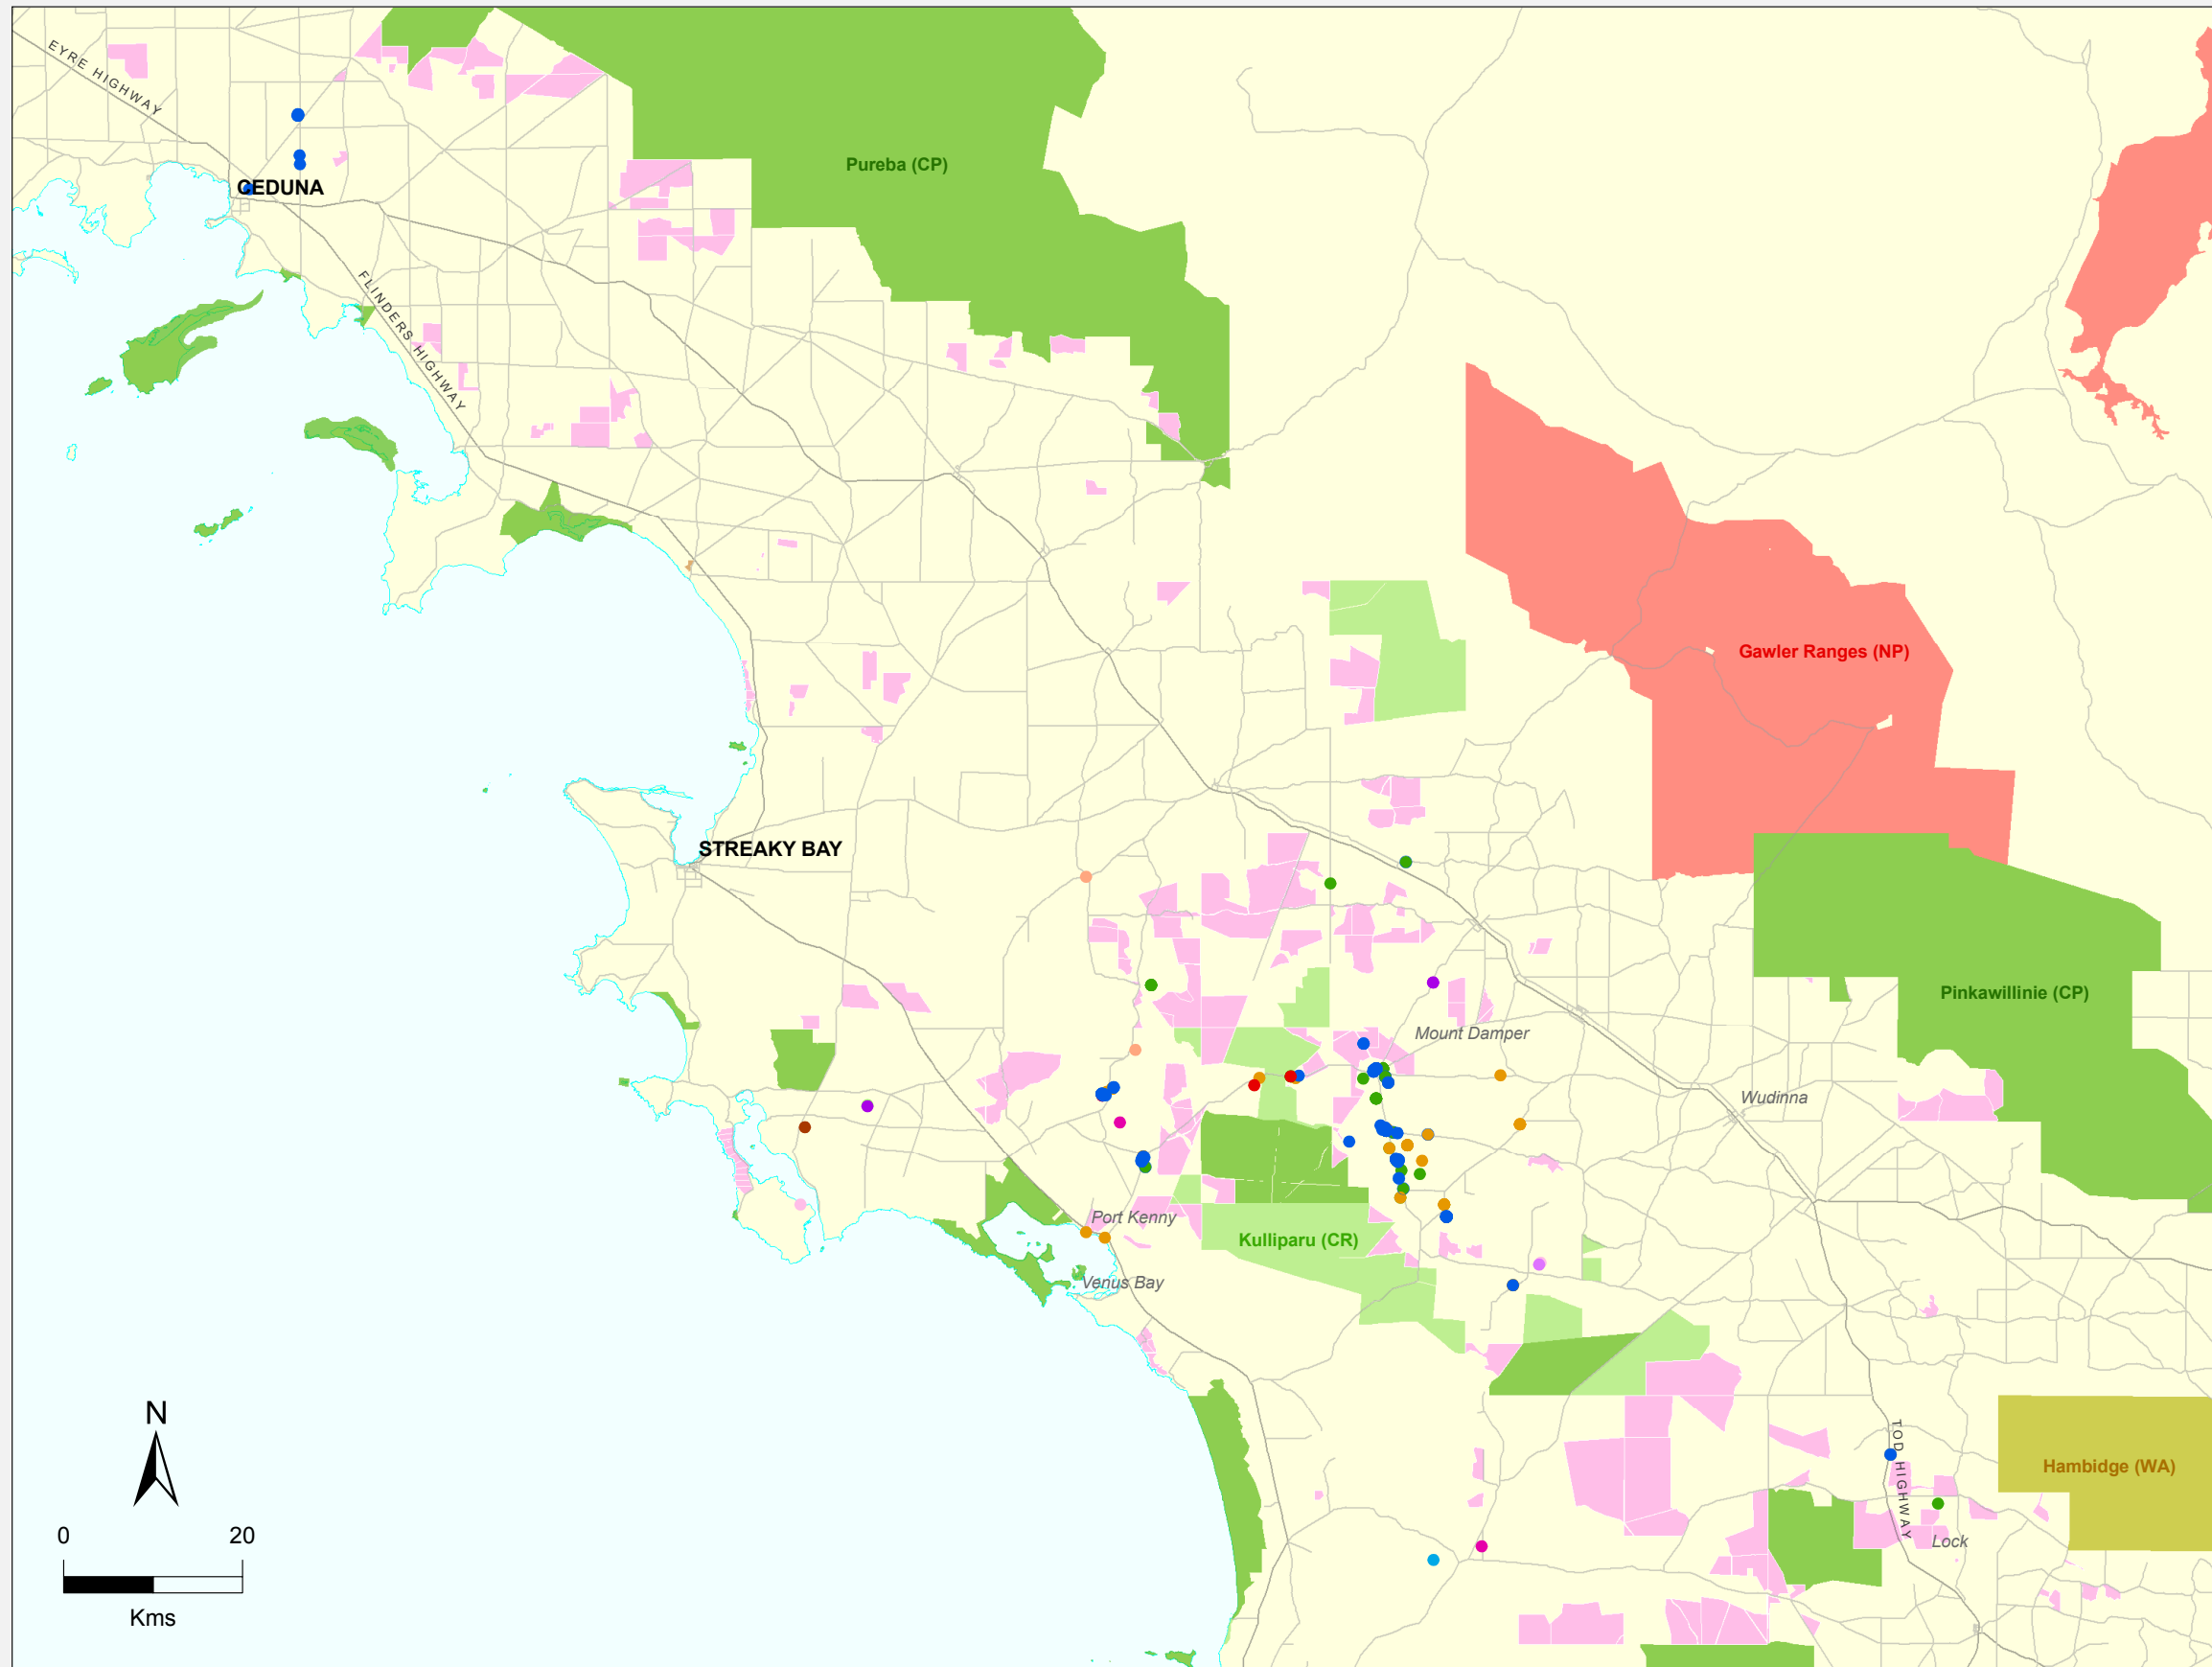 EYRE HIGHWAY
Pureba (CP)
CEDUNA
FLINDERS HIGHWAY
Gawler Ranges (NP)
STREAKY BAY
Pinkawillinie (CP)
Mount Damper
Wudinna
Port Kenny
Kulliparu (CR)
Venus Bay
N
TOD HIGHWAY
Hambidge (WA)
0 20
Lock
Kms